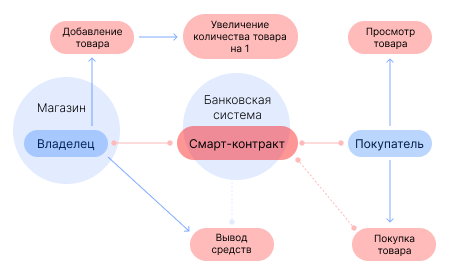 Добавление
товара
Увеличение
количества товара
на 1
Просмотр
товара
Магазин
Банковская
система
Владелец
Смарт-контракт
Покупатель
Вывод
средств
Покупка
товара